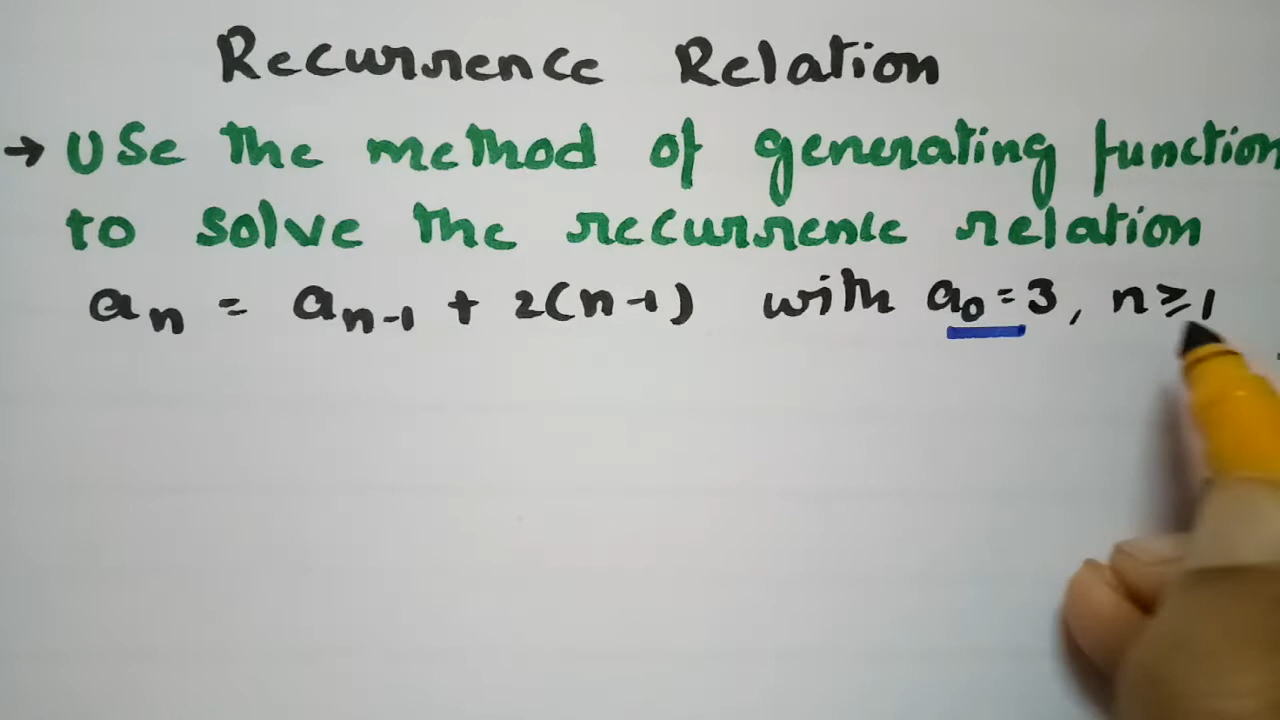 Recurrence Relation
→ Use the method of generating function
to solve the recurrence relation
aₙ = aₙ₋₁ + 2(n-1) with a₀ = 3, n ≥ 1